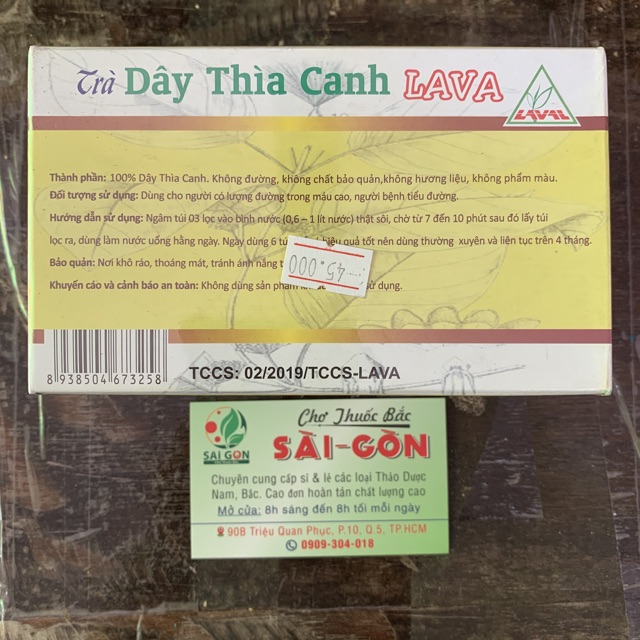 Trà Dây Thìa Canh LAVA
LAVAL
Thành phần: 100% Dây Thìa Canh. Không đường, không chất bảo quản,không hương liệu, không phẩm màu.
Đối tượng sử dụng: Dùng cho người có lượng đường trong máu cao, người bệnh tiểu đường.
Hướng dẫn sử dụng: Ngâm túi 03 lọc vào bình nước (0,6 – 1 lít nước) thật sôi, chờ từ 7 đến 10 phút sau đó lấy túi
lọc ra, dùng làm nước uống hằng ngày. Ngày dùng 6 quả tốt nên dùng thường xuyên và liên tục trên 4 tháng.
Bảo quản: Nơi khô ráo, thoáng mát, tránh ánh nắng
Khuyến cáo và cảnh báo an toàn: Không dùng sản sử dụng.
45.000
8 938504 673258
TCCS: 02/2019/TCCS-LAVA
SAI GON
Chợ Thuốc Bắc
SÀI-GÒN
Chuyên cung cấp sỉ & lẻ các loại Thảo Dược
Nam, Bắc. Cao đơn hoàn tán chất lượng cao
Mở cửa: 8h sáng đến 8h tối mỗi ngày
90B Triệu Quang Phục, P.10, Q.5, TP.HCM
0909-304-018